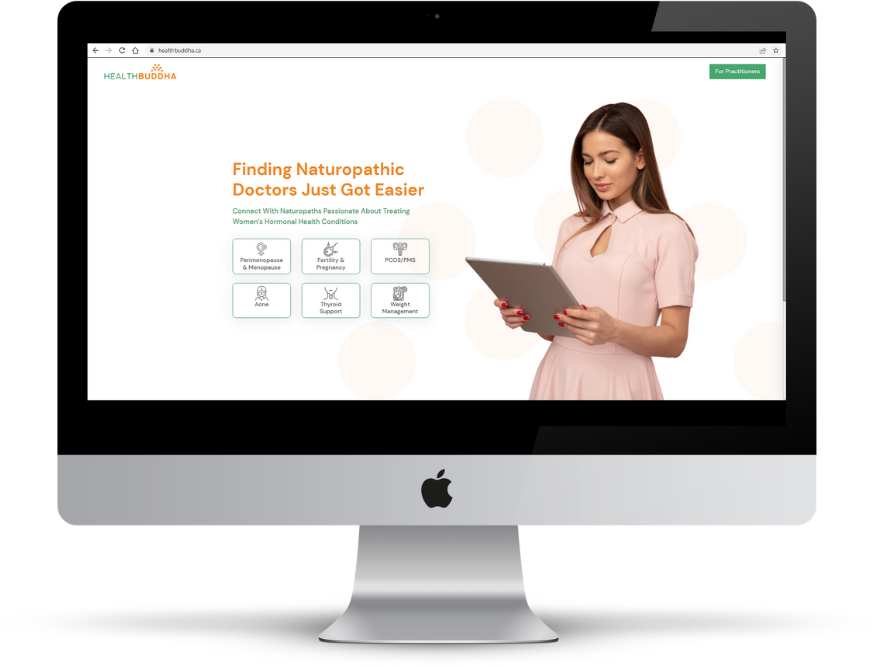 healthbuddha.ca
HEALTHBUDDHA
For Practitioners
Finding Naturopathic
Doctors Just Got Easier
Connect With Naturopaths Passionate About Treating
Women's Hormonal Health Conditions
Perimenopause
& Menopause
Fertility &
Pregnancy
PCOS/PMS
Acne
Thyroid
Support
Weight
Management